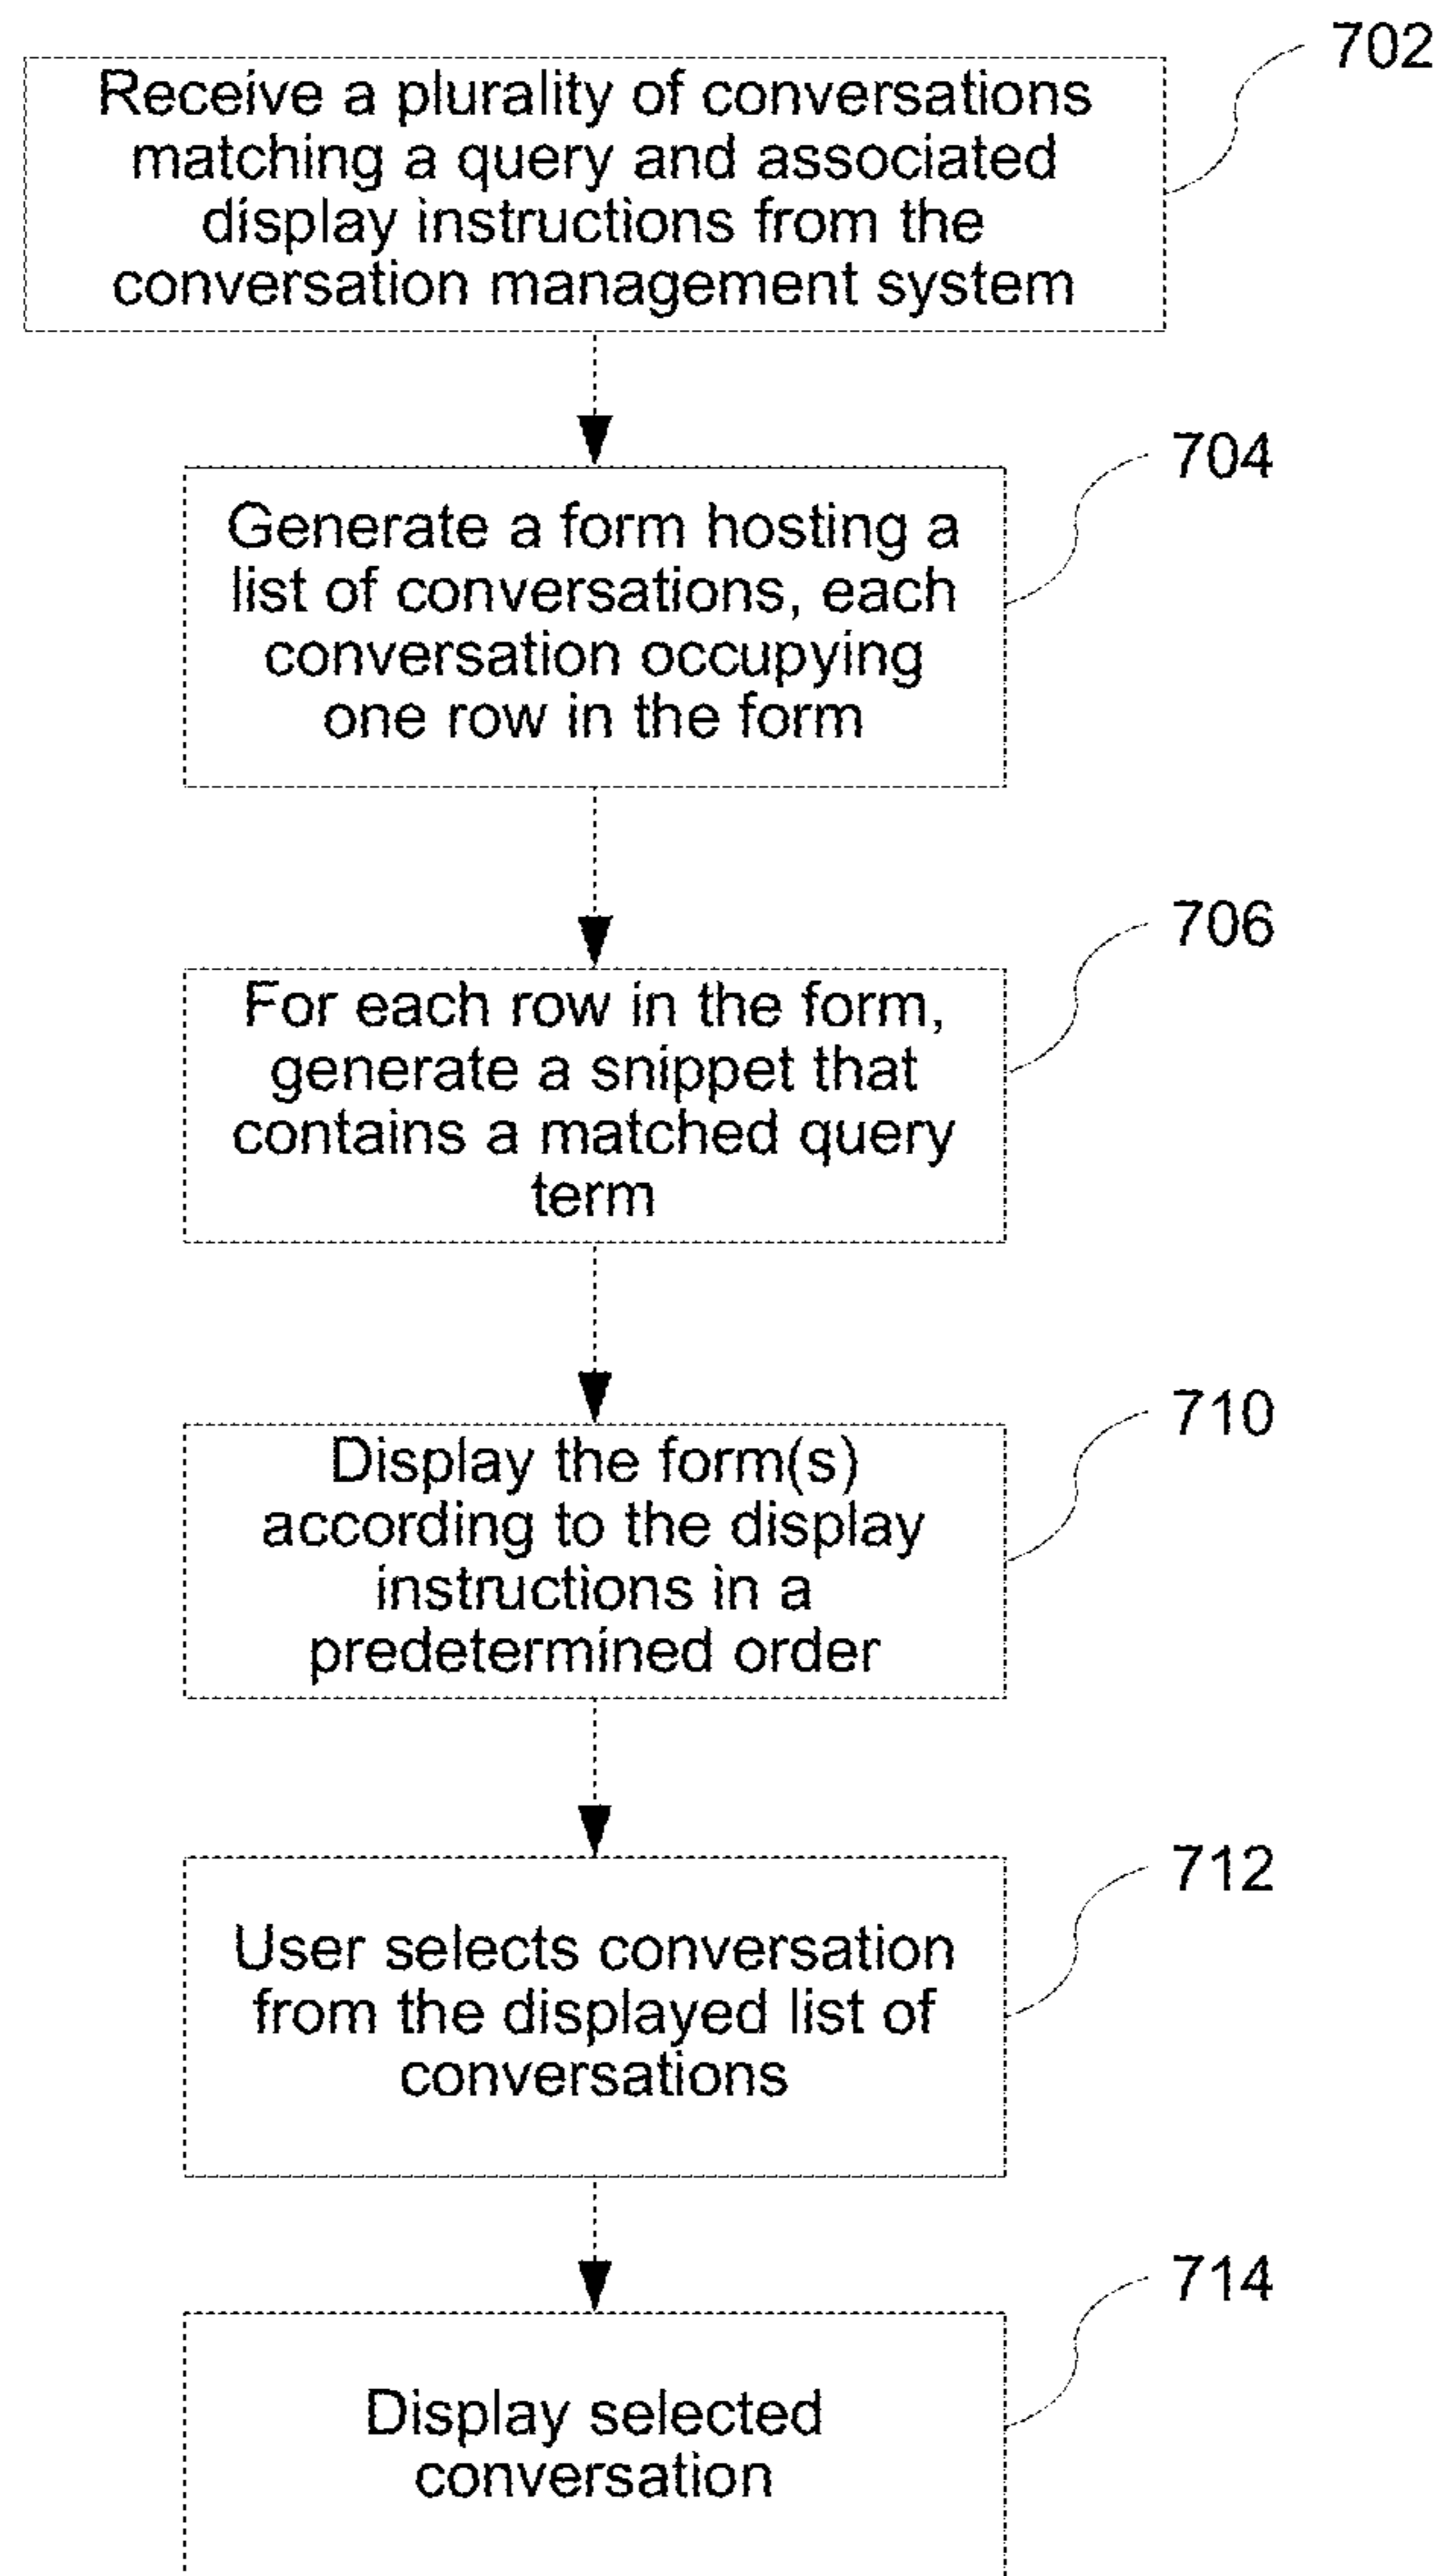 702
Receive a plurality of conversations
matching a query and associated
display instructions from the
conversation management system
704
Generate a form hosting a
list of conversations, each
conversation occupying
one row in the form
706
For each row in the form,
generate a snippet that
contains a matched query
term
710
Display the form(s)
according to the display
instructions in a
predetermined order
712
User selects conversation
from the displayed list of
conversations
714
Display selected
conversation